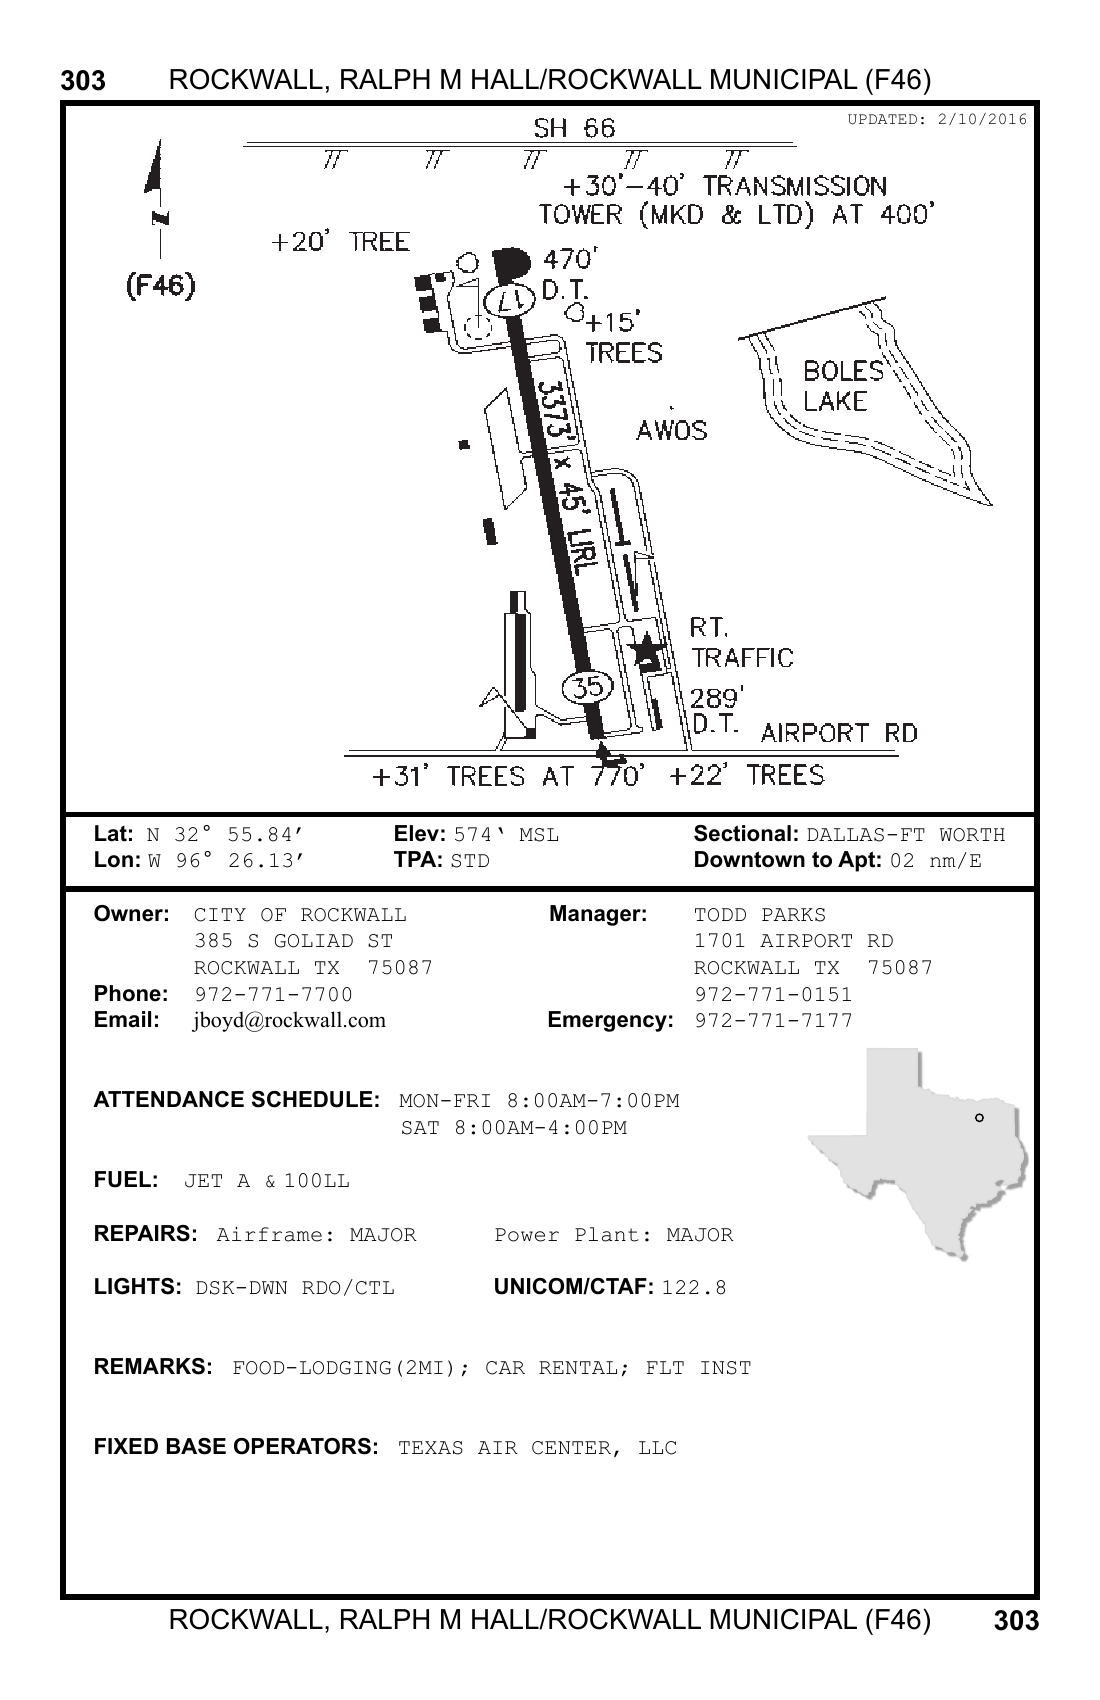 303 ROCKWALL, RALPH M HALL/ROCKWALL MUNICIPAL (F46)
UPDATED: 2/10/2016
SH 66
+30'-40' TRANSMISSION
TOWER (MKD & LTD) AT 400'
+20' TREE
N
(F46)
470'
D.T.
17
+15'
TREES
BOLES
LAKE
AWOS
3373' x 45' LIRL
RT.
TRAFFIC
35
289'
D.T.
AIRPORT RD
+31' TREES AT 770' +22' TREES
Lat: N 32° 55.84’ Elev: 574‘ MSL Sectional: DALLAS-FT WORTH
Lon: W 96° 26.13’ TPA: STD Downtown to Apt: 02 nm/E
Owner: CITY OF ROCKWALL Manager: TODD PARKS
385 S GOLIAD ST 1701 AIRPORT RD
ROCKWALL TX 75087 ROCKWALL TX 75087
Phone: 972-771-7700 972-771-0151
Email: jboyd@rockwall.com Emergency: 972-771-7177
ATTENDANCE SCHEDULE: MON-FRI 8:00AM-7:00PM
SAT 8:00AM-4:00PM
FUEL: JET A & 100LL
REPAIRS: Airframe: MAJOR Power Plant: MAJOR
LIGHTS: DSK-DWN RDO/CTL UNICOM/CTAF: 122.8
REMARKS: FOOD-LODGING(2MI); CAR RENTAL; FLT INST
FIXED BASE OPERATORS: TEXAS AIR CENTER, LLC
ROCKWALL, RALPH M HALL/ROCKWALL MUNICIPAL (F46) 303